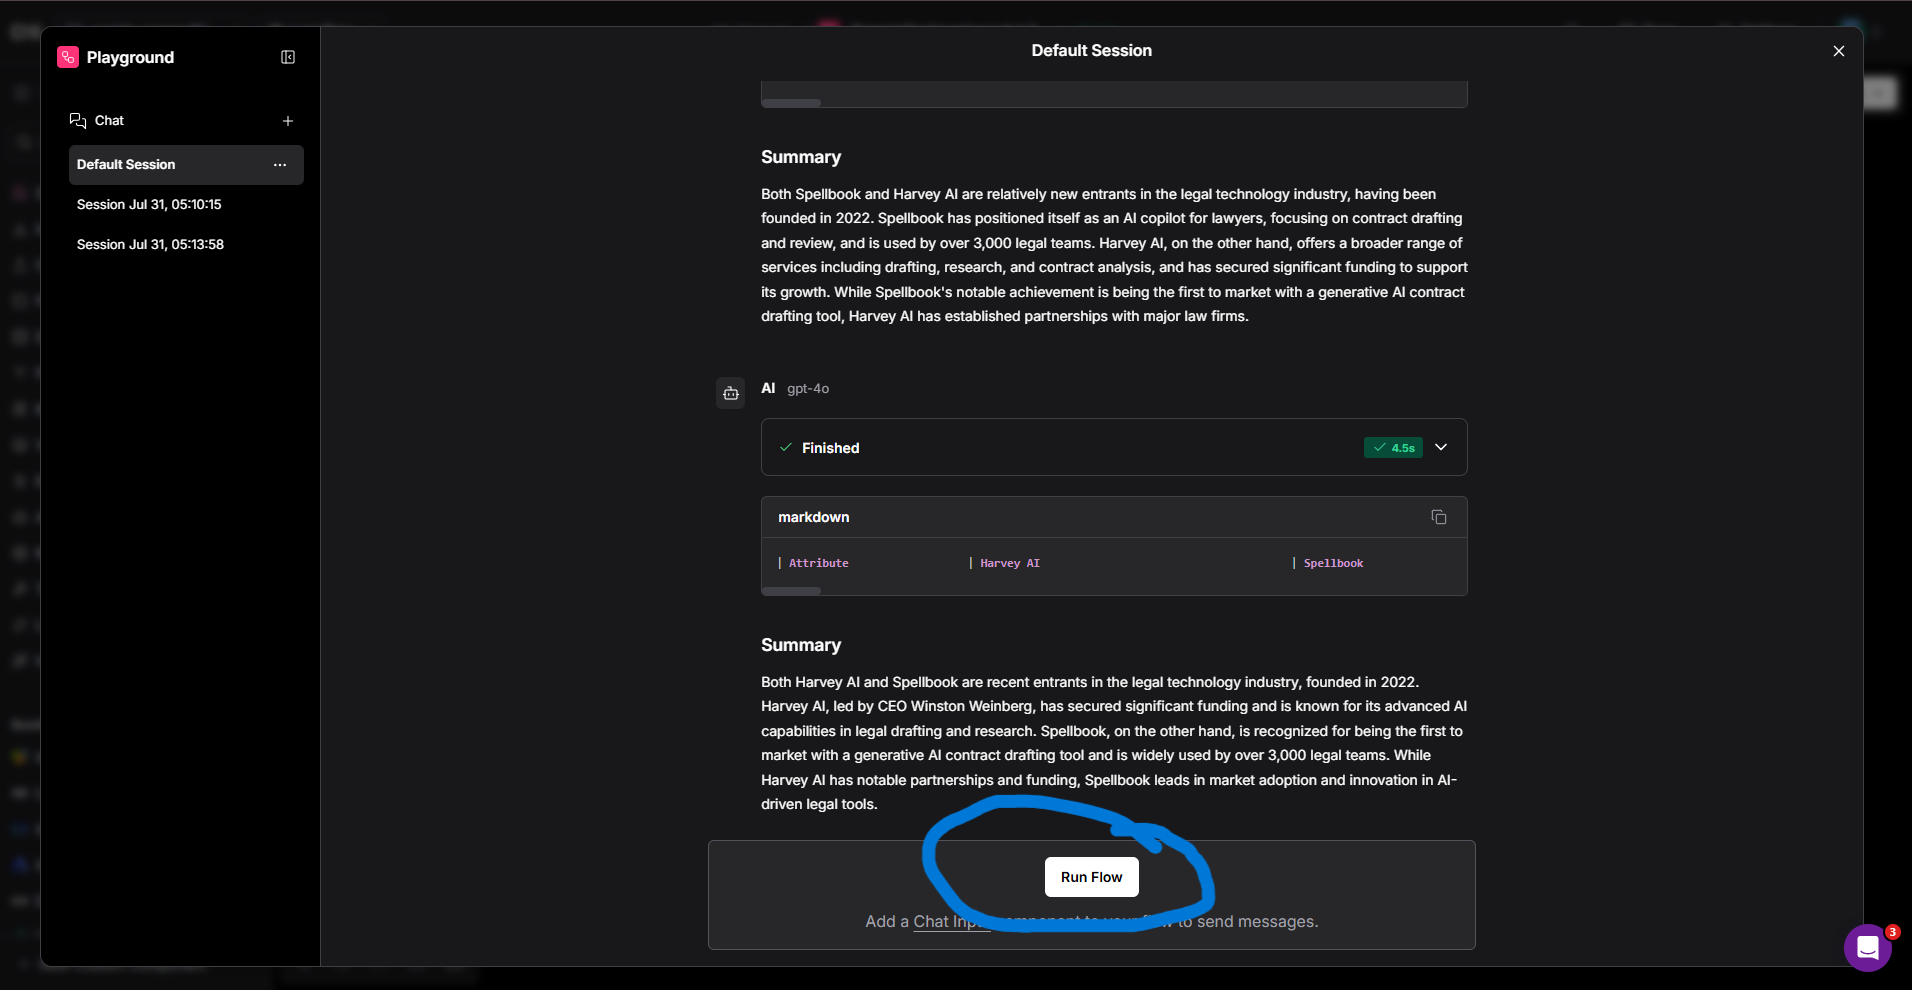 Playground
Chat
Default Session
Session Jul 31, 05:10:15
Session Jul 31, 05:13:58
Default Session
Summary
Both Spellbook and Harvey AI are relatively new entrants in the legal technology industry, having been
founded in 2022. Spellbook has positioned itself as an AI copilot for lawyers, focusing on contract drafting
and review, and is used by over 3,000 legal teams. Harvey AI, on the other hand, offers a broader range of
services including drafting, research, and contract analysis, and has secured significant funding to support
its growth. While Spellbook's notable achievement is being the first to market with a generative AI contract
drafting tool, Harvey AI has established partnerships with major law firms.
AI gpt-4o
Finished
4.5s
markdown
| Attribute | Harvey AI | Spellbook
Summary
Both Harvey AI and Spellbook are recent entrants in the legal technology industry, founded in 2022.
Harvey AI, led by CEO Winston Weinberg, has secured significant funding and is known for its advanced AI
capabilities in legal drafting and research. Spellbook, on the other hand, is recognized for being the first to
market with a generative AI contract drafting tool and is widely used by over 3,000 legal teams. While
Harvey AI has notable partnerships and funding, Spellbook leads in market adoption and innovation in AI-
driven legal tools.
Run Flow
Add a Chat to send messages.
3